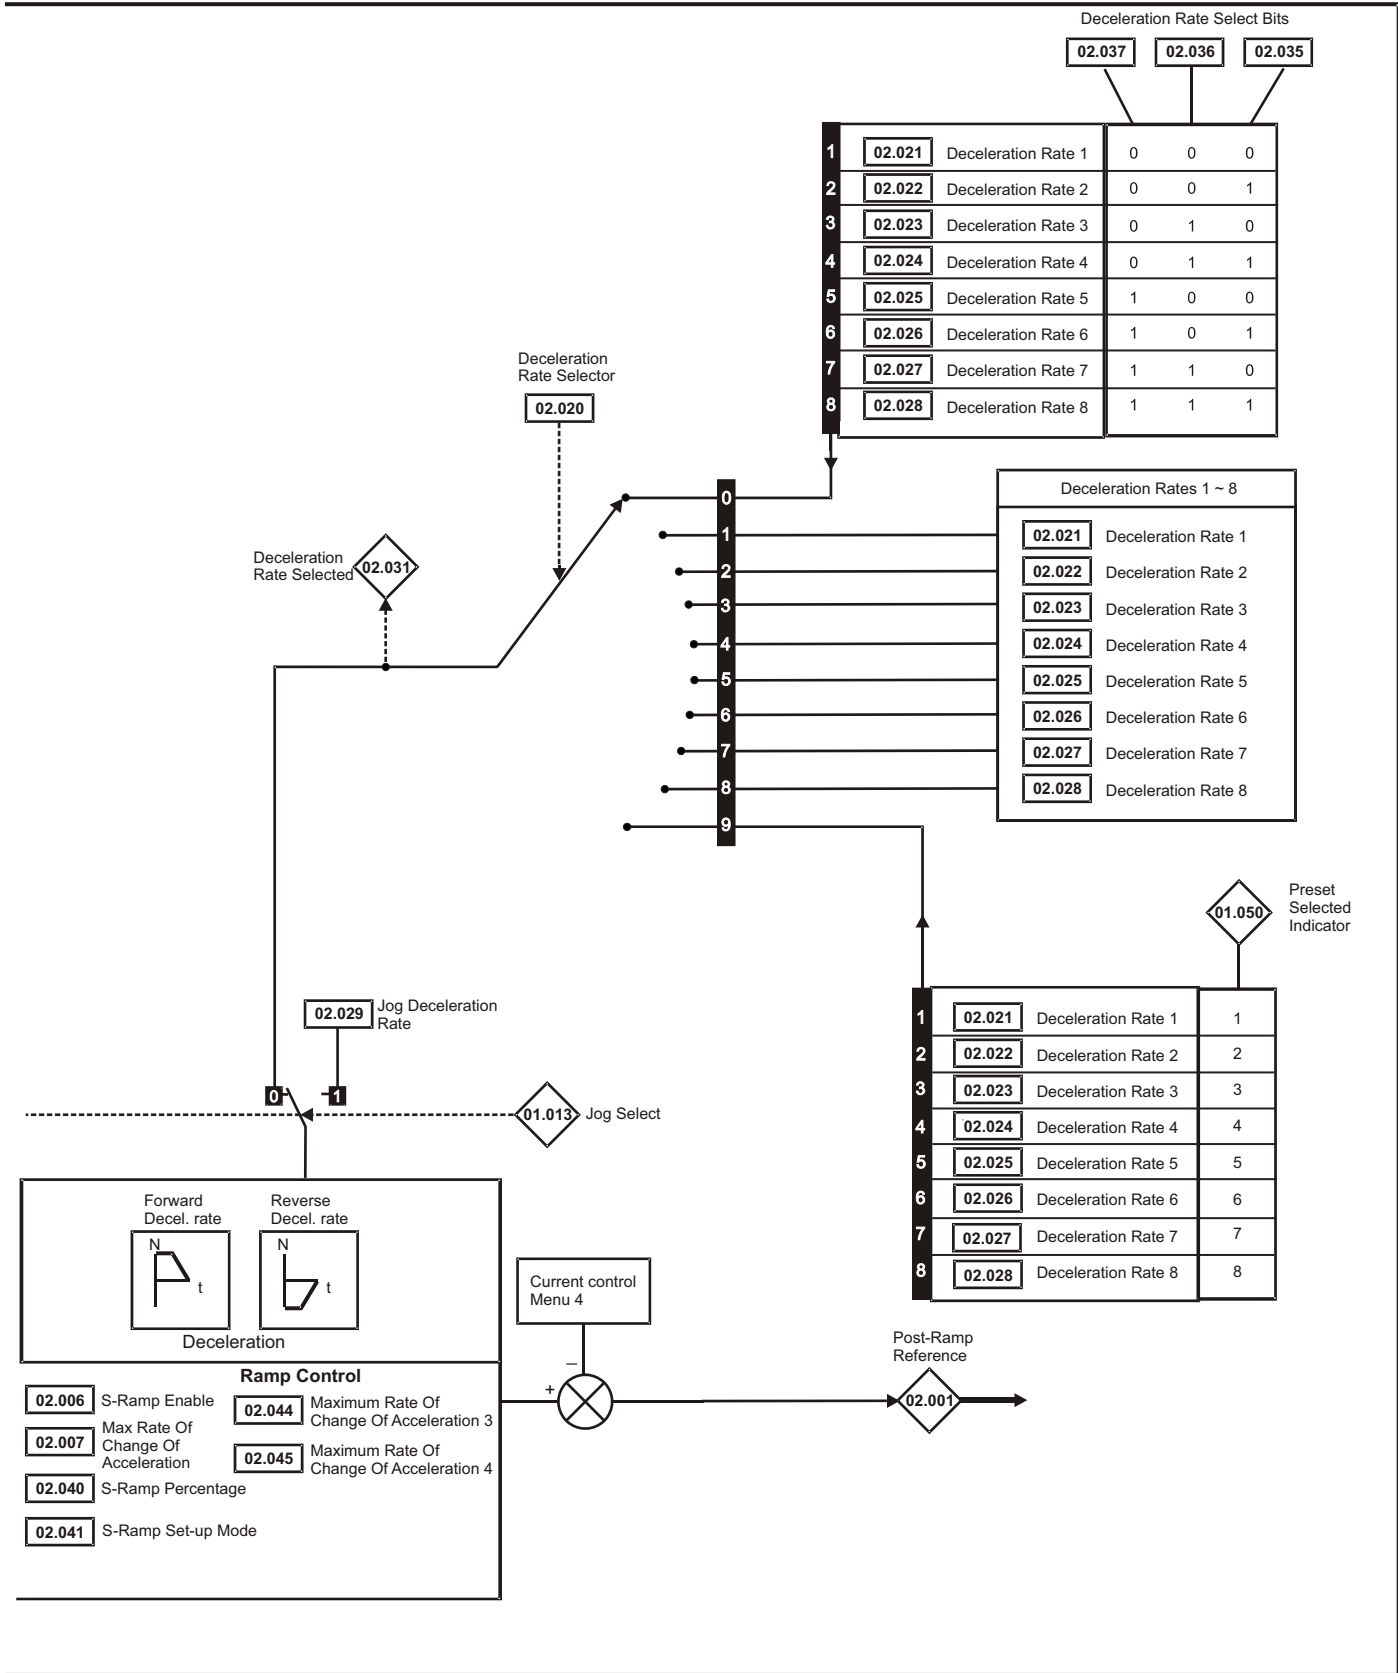 Deceleration Rate Select Bits
02.037 02.036 02.035
1 02.021 Deceleration Rate 1 0 0 0
2 02.022 Deceleration Rate 2 0 0 1
3 02.023 Deceleration Rate 3 0 1 0
4 02.024 Deceleration Rate 4 0 1 1
5 02.025 Deceleration Rate 5 1 0 0
6 02.026 Deceleration Rate 6 1 0 1
7 02.027 Deceleration Rate 7 1 1 0
8 02.028 Deceleration Rate 8 1 1 1
Deceleration
Rate Selector
02.020
Deceleration
Rate Selected
02.031
0
1
2
3
4
5
6
7
8
9
Deceleration Rates 1 ~ 8
02.021 Deceleration Rate 1
02.022 Deceleration Rate 2
02.023 Deceleration Rate 3
02.024 Deceleration Rate 4
02.025 Deceleration Rate 5
02.026 Deceleration Rate 6
02.027 Deceleration Rate 7
02.028 Deceleration Rate 8
01.050
Preset
Selected
Indicator
1 02.021 Deceleration Rate 1 1
2 02.022 Deceleration Rate 2 2
3 02.023 Deceleration Rate 3 3
4 02.024 Deceleration Rate 4 4
5 02.025 Deceleration Rate 5 5
6 02.026 Deceleration Rate 6 6
7 02.027 Deceleration Rate 7 7
8 02.028 Deceleration Rate 8 8
02.029
Jog Deceleration
Rate
0 1
01.013 Jog Select
Forward
Decel. rate
N
t
Reverse
Decel. rate
N
t
Deceleration
Current control
Menu 4
–
+
Post-Ramp
Reference
02.001
Ramp Control
02.006 S-Ramp Enable
02.007
Max Rate Of
Change Of
Acceleration
02.040 S-Ramp Percentage
02.041 S-Ramp Set-up Mode
02.044
Maximum Rate Of
Change Of Acceleration 3
02.045
Maximum Rate Of
Change Of Acceleration 4